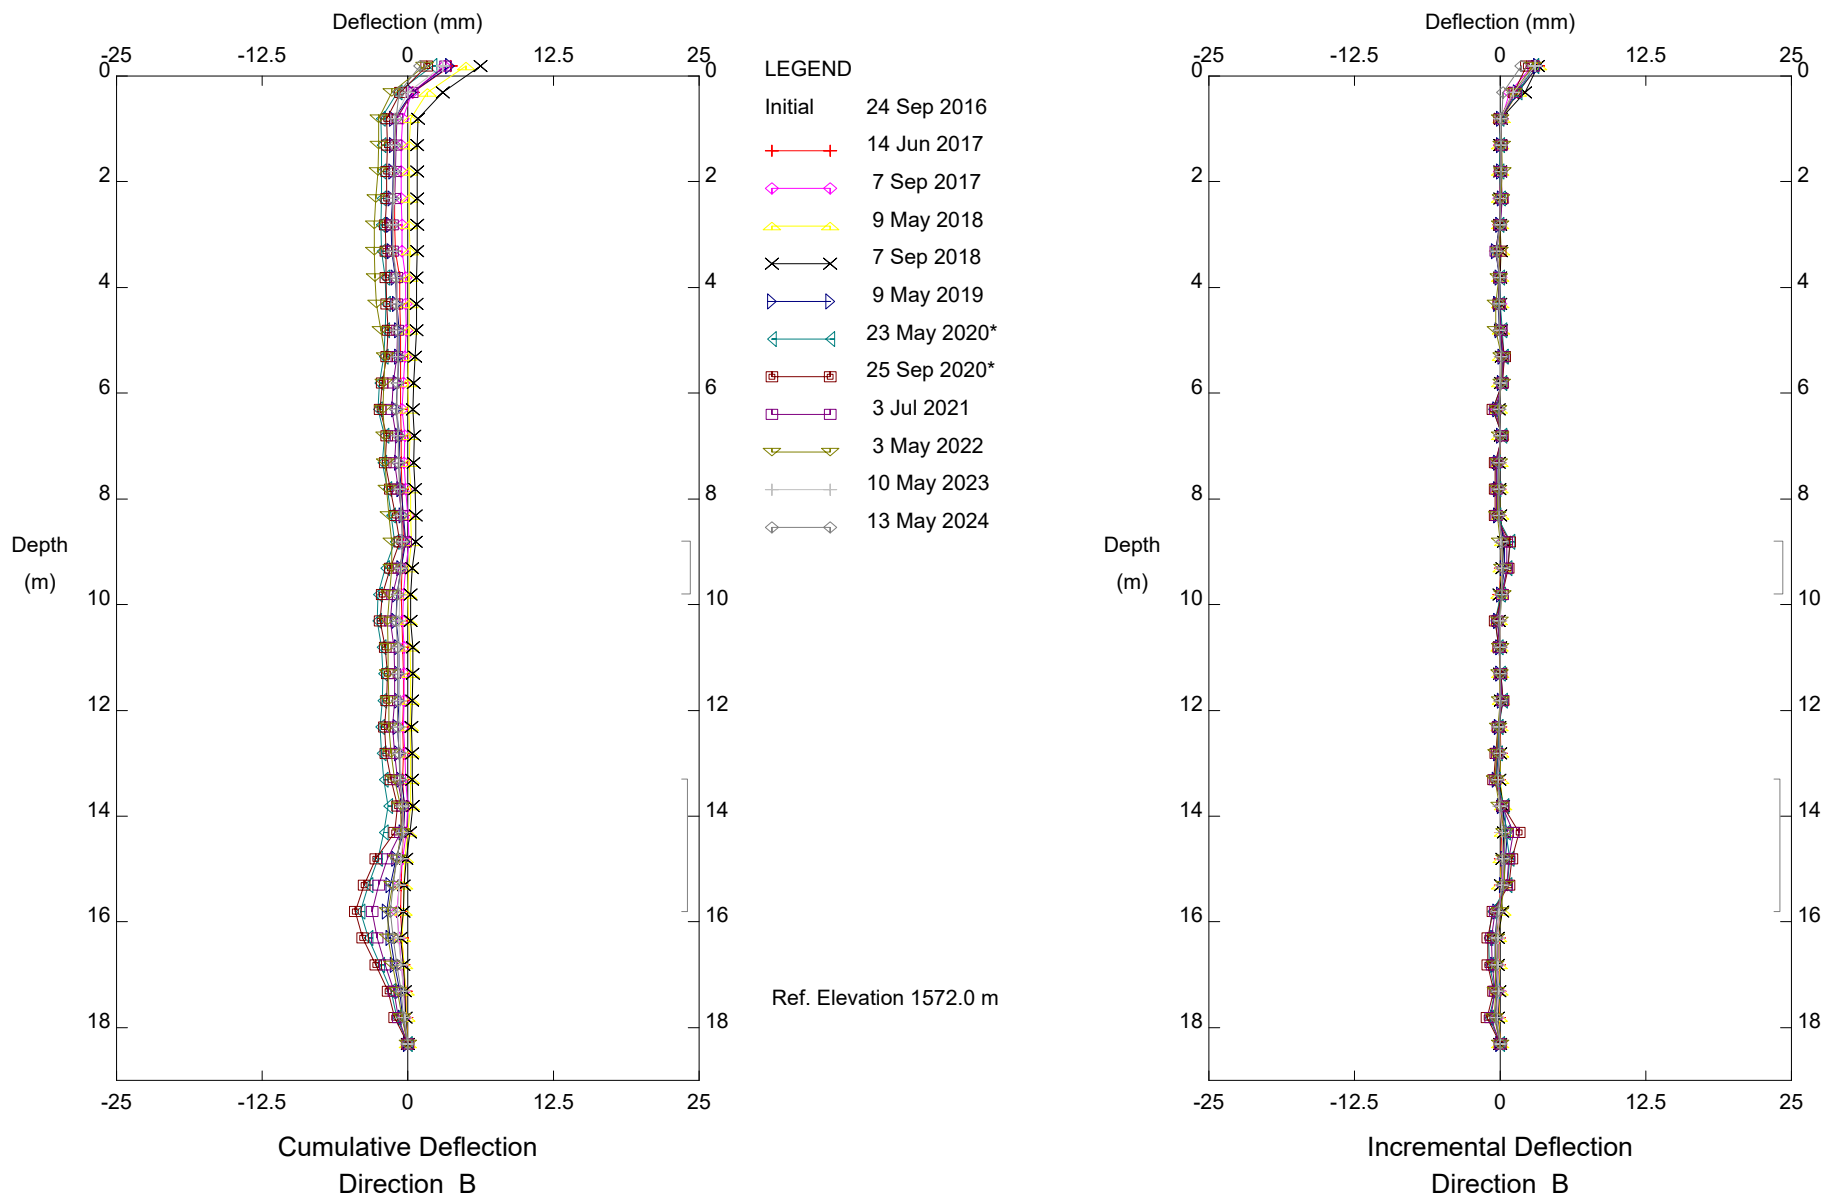 Deflection (mm)
-25 -12.5 0 12.5 25
0 0
2 2
4 4
6 6
8 8
Depth
(m)
10 10
12 12
14 14
16 16
18 18
-25 -12.5 0 12.5 25
Cumulative Deflection
Direction B
LEGEND
Initial 24 Sep 2016
14 Jun 2017
7 Sep 2017
9 May 2018
7 Sep 2018
9 May 2019
23 May 2020*
25 Sep 2020*
3 Jul 2021
3 May 2022
10 May 2023
13 May 2024
Ref. Elevation 1572.0 m
Deflection (mm)
-25 -12.5 0 12.5 25
0 0
2 2
4 4
6 6
8 8
Depth
(m)
10 10
12 12
14 14
16 16
18 18
-25 -12.5 0 12.5 25
Incremental Deflection
Direction B